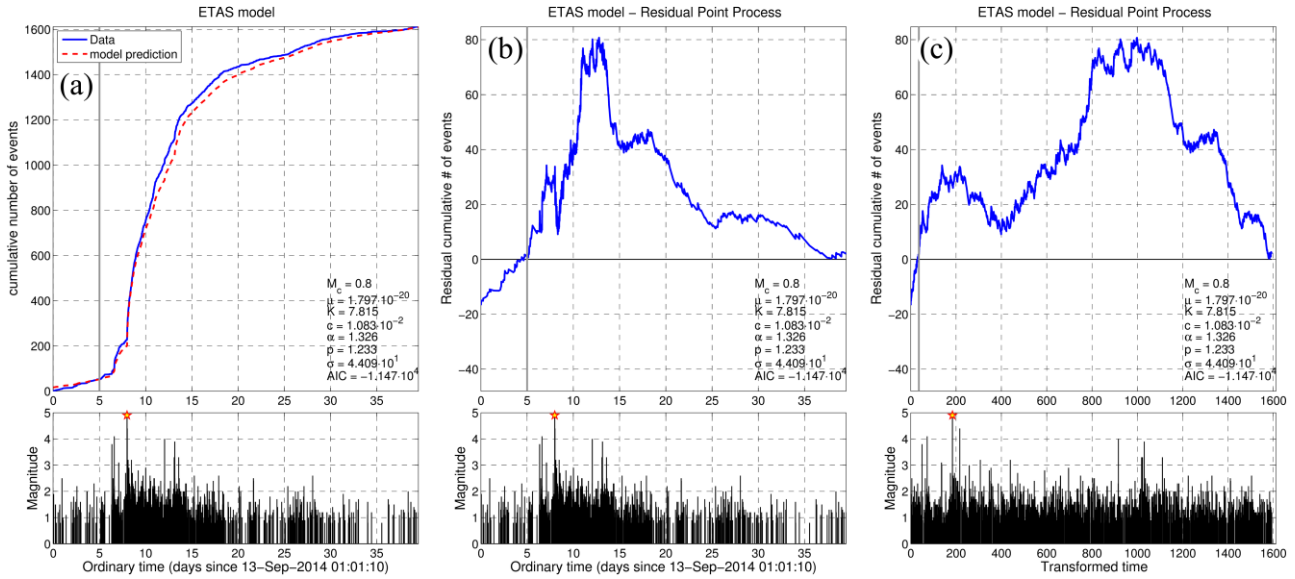 ETAS model
Data
model prediction
(a)
cumulative number of events
1600
1400
1200
1000
800
600
400
200
0
0 5 10 15 20 25 30 35
M_c = 0.8
μ = 1.797·10^−20
K = 7.815
c = 1.083·10^−2
α = 1.326
p = 1.233
σ = 4.409·10^1
AIC = −1.147·10^4
Magnitude
5
4
3
2
1
0
0 5 10 15 20 25 30 35
Ordinary time (days since 13−Sep−2014 01:01:10)
ETAS model − Residual Point Process
(b)
Residual cumulative # of events
80
60
40
20
0
−20
−40
0 5 10 15 20 25 30 35
M_c = 0.8
μ = 1.797·10^−20
K = 7.815
c = 1.083·10^−2
α = 1.326
p = 1.233
σ = 4.409·10^1
AIC = −1.147·10^4
Magnitude
5
4
3
2
1
0
0 5 10 15 20 25 30 35
Ordinary time (days since 13−Sep−2014 01:01:10)
ETAS model − Residual Point Process
(c)
Residual cumulative # of events
80
60
40
20
0
−20
−40
0 200 400 600 800 1000 1200 1400 1600
M_c = 0.8
μ = 1.797·10^−20
K = 7.815
c = 1.083·10^−2
α = 1.326
p = 1.233
σ = 4.409·10^1
AIC = −1.147·10^4
Magnitude
5
4
3
2
1
0
0 200 400 600 800 1000 1200 1400 1600
Transformed time